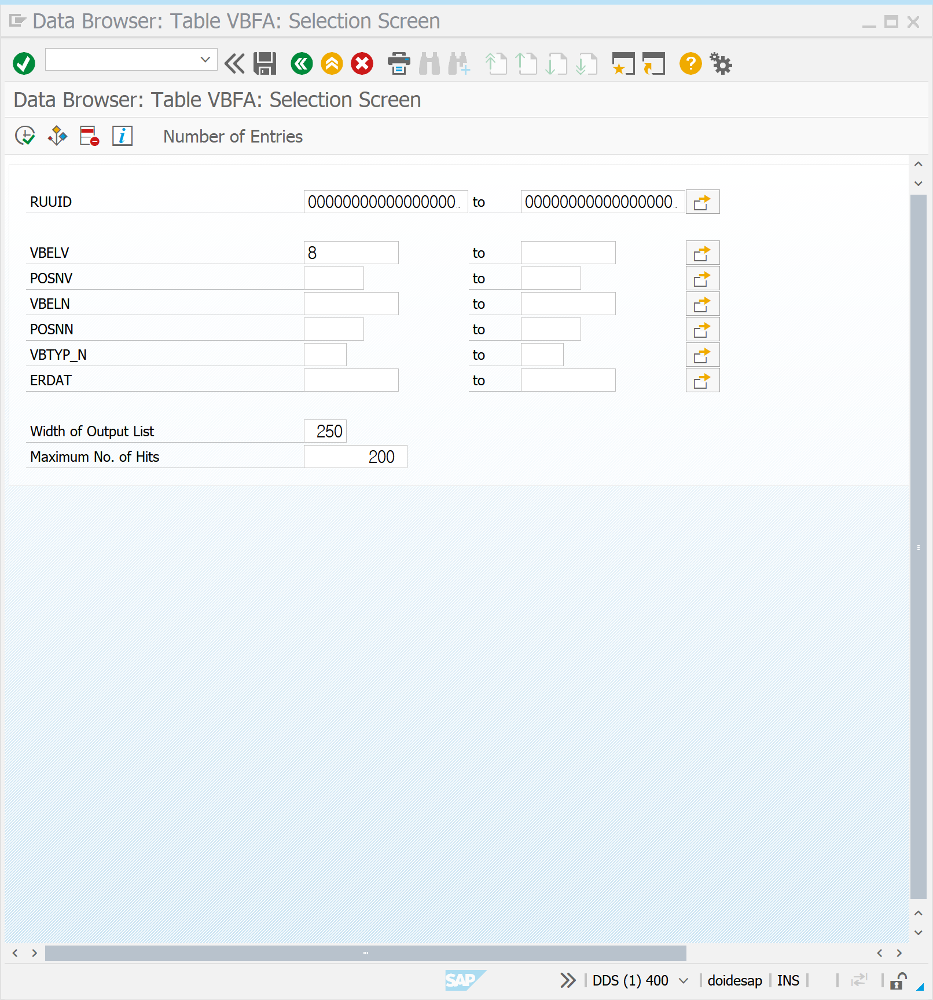 Data Browser: Table VBFA: Selection Screen
Data Browser: Table VBFA: Selection Screen
Number of Entries
RUUID 00000000000000000... to 00000000000000000...
VBELV 8 to
POSNV to
VBELN to
POSNN to
VBTYP_N to
ERDAT to
Width of Output List 250
Maximum No. of Hits 200
SAP DDS (1) 400 doidesap INS